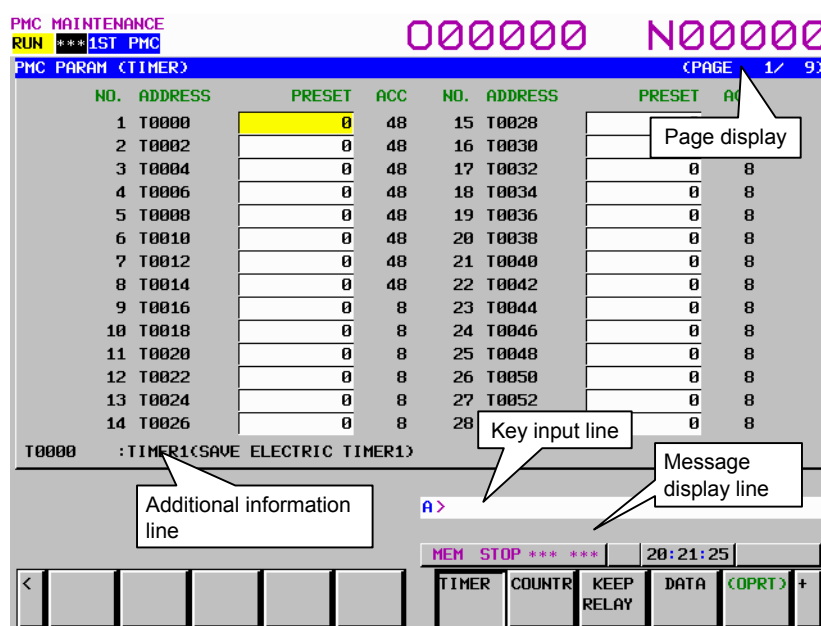 PMC MAINTENANCE
RUN ***1ST PMC O00000 N00000
PMC PARAM (TIMER) (PAGE 1/ 9)
NO. ADDRESS PRESET ACC NO. ADDRESS PRESET
1 T0000 0 48 15 T0028
2 T0002 0 48 16 T0030
3 T0004 0 48 17 T0032 0 8
4 T0006 0 48 18 T0034 0 8
5 T0008 0 48 19 T0036 0 8
6 T0010 0 48 20 T0038 0 8
7 T0012 0 48 21 T0040 0 8
8 T0014 0 48 22 T0042 0 8
9 T0016 0 8 23 T0044 0 8
10 T0018 0 8 24 T0046 0 8
11 T0020 0 8 25 T0048 0 8
12 T0022 0 8 26 T0050 0 8
13 T0024 0 8 27 T0052 0 8
14 T0026 0 8 28 0 8
Page display
T0000 :TIMER1(SAVE ELECTRIC TIMER1)
Key input line
Message
display line
Additional information
line
A>
MEM STOP *** *** 20:21:25
< TIMER COUNTR KEEP RELAY DATA (OPRT) +